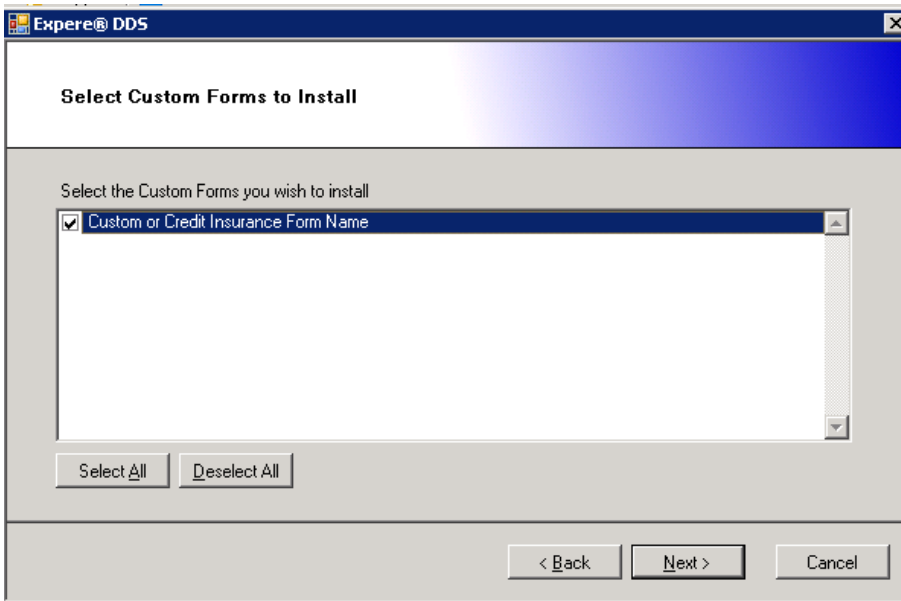 Expere® DDS
Select Custom Forms to Install
Select the Custom Forms you wish to install
Custom or Credit Insurance Form Name
Select All Deselect All
< Back Next > Cancel